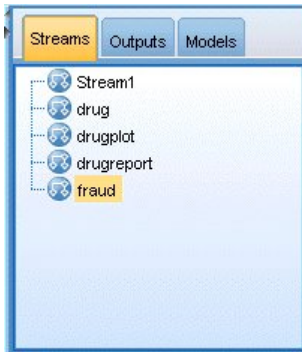 Streams Outputs Models
Stream1
drug
drugplot
drugreport
fraud